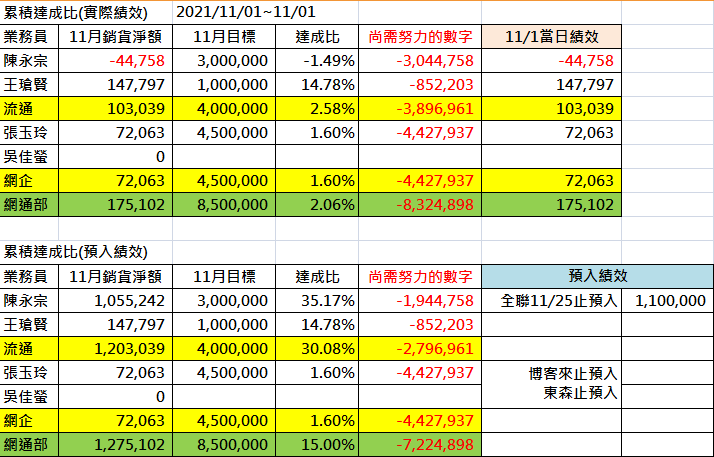 累積達成比(實際績效) 2021/11/01~11/01
業務員 11月銷貨淨額 11月目標 達成比 尚需努力的數字 11/1當日績效
陳永宗 -44,758 3,000,000 -1.49% -3,044,758 -44,758
王瑲賢 147,797 1,000,000 14.78% -852,203 147,797
流通 103,039 4,000,000 2.58% -3,896,961 103,039
張玉玲 72,063 4,500,000 1.60% -4,427,937 72,063
吳佳螢 0
網企 72,063 4,500,000 1.60% -4,427,937 72,063
網通部 175,102 8,500,000 2.06% -8,324,898 175,102
累積達成比(預入績效)
業務員 11月銷貨淨額 11月目標 達成比 尚需努力的數字 預入績效
陳永宗 1,055,242 3,000,000 35.17% -1,944,758 全聯11/25止預入 1,100,000
王瑲賢 147,797 1,000,000 14.78% -852,203
流通 1,203,039 4,000,000 30.08% -2,796,961
張玉玲 72,063 4,500,000 1.60% -4,427,937 博客來止預入
吳佳螢 0 東森止預入
網企 72,063 4,500,000 1.60% -4,427,937
網通部 1,275,102 8,500,000 15.00% -7,224,898